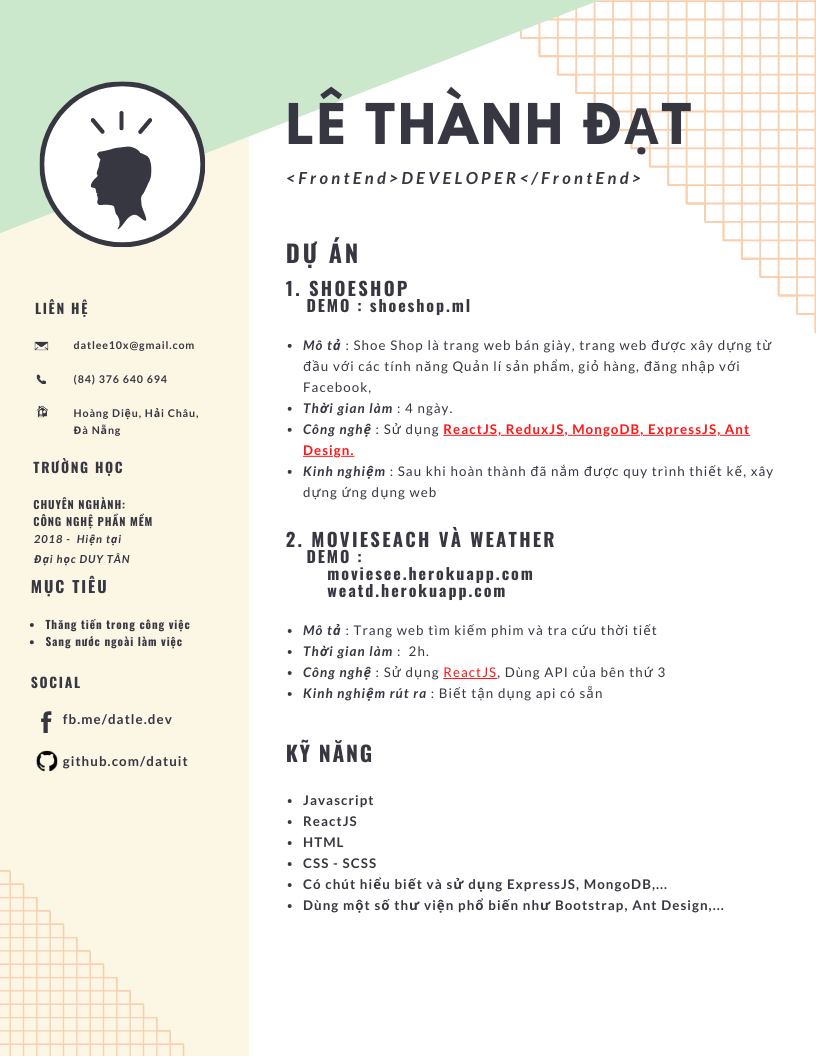 LÊ THÀNH ĐẠT
<FrontEnd>DEVELOPER</FrontEnd>
LIÊN HỆ
datlee10x@gmail.com
(84) 376 640 694
Hoàng Diệu, Hải Châu,
Đà Nẵng
TRƯỜNG HỌC
CHUYÊN NGHÀNH:
CÔNG NGHỆ PHẦN MỀM
2018 - Hiện tại
Đại học DUY TÂN
MỤC TIÊU
• Thăng tiến trong công việc
• Sang nước ngoài làm việc
SOCIAL
fb.me/datle.dev
github.com/datuit
DỰ ÁN
1. SHOESHOP
DEMO : shoeshop.ml
• Mô tả : Shoe Shop là trang web bán giày, trang web được xây dựng từ
đầu với các tính năng Quản lí sản phẩm, giỏ hàng, đăng nhập với
Facebook,
• Thời gian làm : 4 ngày.
• Công nghệ : Sử dụng ReactJS, ReduxJS, MongoDB, ExpressJS, Ant
Design.
• Kinh nghiệm : Sau khi hoàn thành đã nắm được quy trình thiết kế, xây
dựng ứng dụng web
2. MOVIESEACH VÀ WEATHER
DEMO :
moviesee.herokuapp.com
weatd.herokuapp.com
• Mô tả : Trang web tìm kiếm phim và tra cứu thời tiết
• Thời gian làm : 2h.
• Công nghệ : Sử dụng ReactJS, Dùng API của bên thứ 3
• Kinh nghiệm rút ra : Biết tận dụng api có sẵn
KỸ NĂNG
• Javascript
• ReactJS
• HTML
• CSS - SCSS
• Có chút hiểu biết và sử dụng ExpressJS, MongoDB,...
• Dùng một số thư viện phổ biến như Bootstrap, Ant Design,...